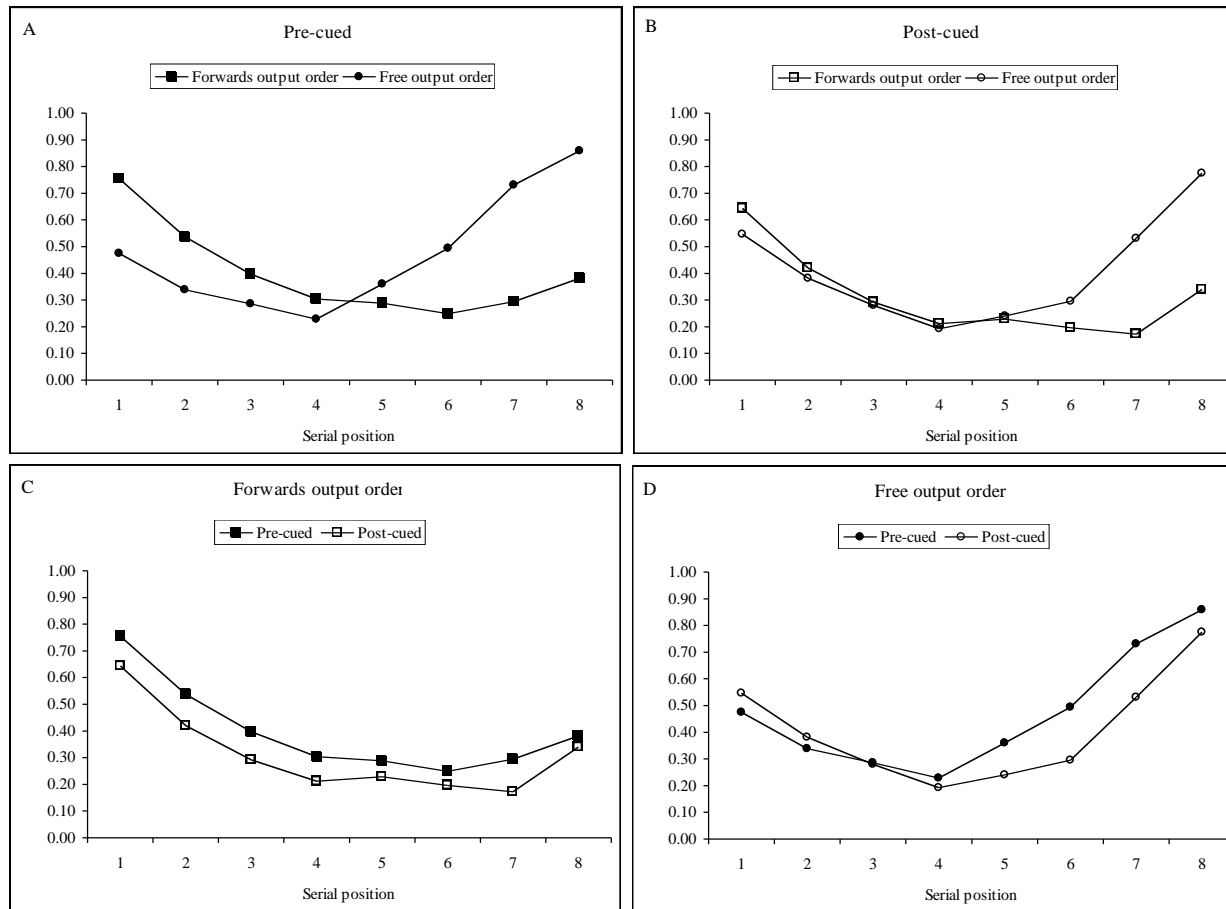 A
Pre-cued
Forwards output order Free output order
1.00
0.90
0.80
0.70
0.60
0.50
0.40
0.30
0.20
0.10
0.00
1 2 3 4 5 6 7 8
Serial position
B
Post-cued
Forwards output order Free output order
1.00
0.90
0.80
0.70
0.60
0.50
0.40
0.30
0.20
0.10
0.00
1 2 3 4 5 6 7 8
Serial position
C
Forwards output order
Pre-cued Post-cued
1.00
0.90
0.80
0.70
0.60
0.50
0.40
0.30
0.20
0.10
0.00
1 2 3 4 5 6 7 8
Serial position
D
Free output order
Pre-cued Post-cued
1.00
0.90
0.80
0.70
0.60
0.50
0.40
0.30
0.20
0.10
0.00
1 2 3 4 5 6 7 8
Serial position